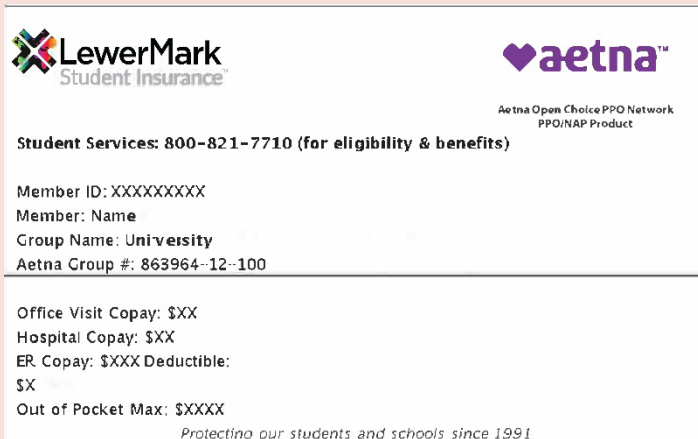 LewerMark
Student Insurance™
aetna™
Aetna Open Choice PPO Network
PPO/NAP Product
Student Services: 800-821-7710 (for eligibility & benefits)
Member ID: XXXXXXXXX
Member: Name
Group Name: University
Aetna Group #: 863964-12-100
Office Visit Copay: $XX
Hospital Copay: $XX
ER Copay: $XXX Deductible:
$X
Out of Pocket Max: $XXXX
Protecting our students and schools since 1991